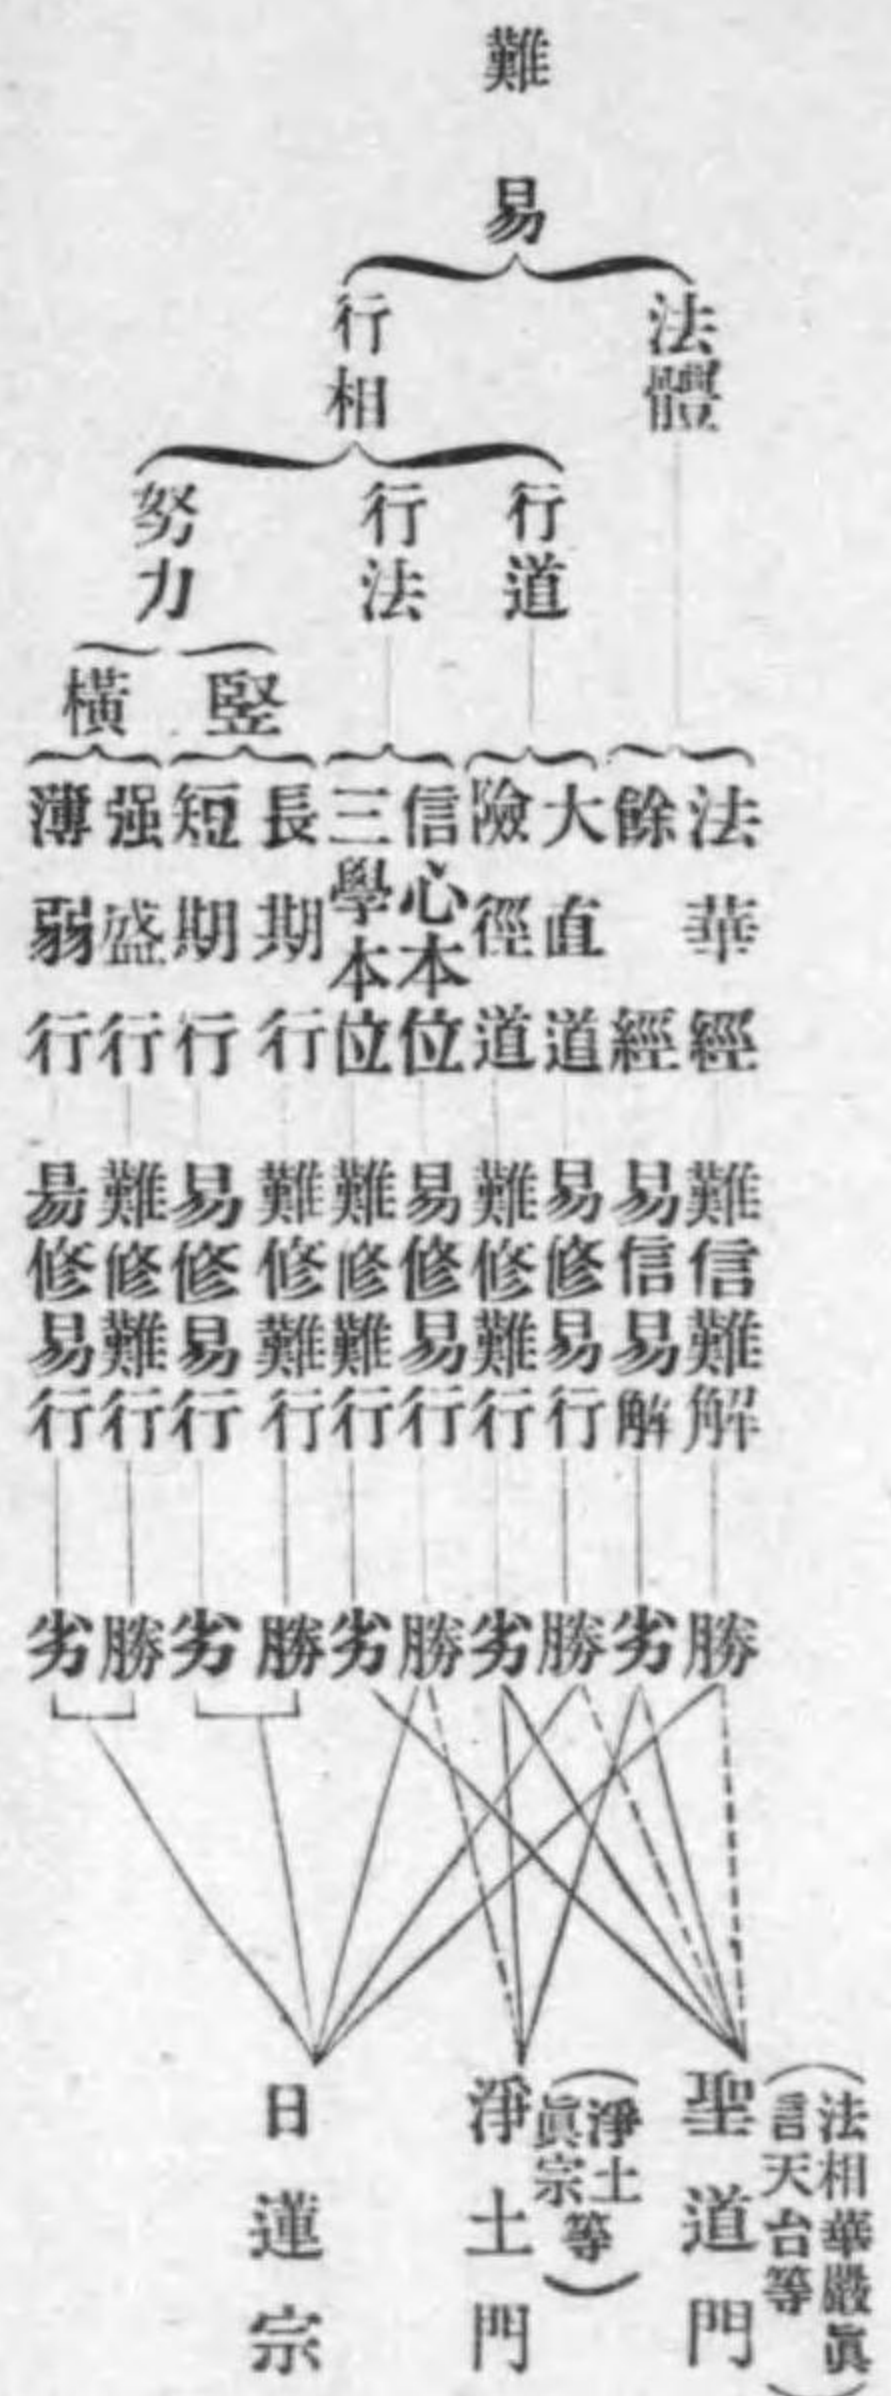 難易
法體
行相
行道
行法
努力
竪
橫
法華經
餘經
大直道
險徑道
信心本位
三學本位
長期行
短期行
强盛行
薄弱行
難信難解
易信易解
易修易行
難修難行
易修易行
難修難行
難修難行
易修易行
難修難行
易修易行
勝
劣
勝
劣
勝
劣
勝
劣
勝
劣
(法相華嚴眞
言天台等)
聖道門
(淨土
眞宗等)
淨土門
日蓮宗